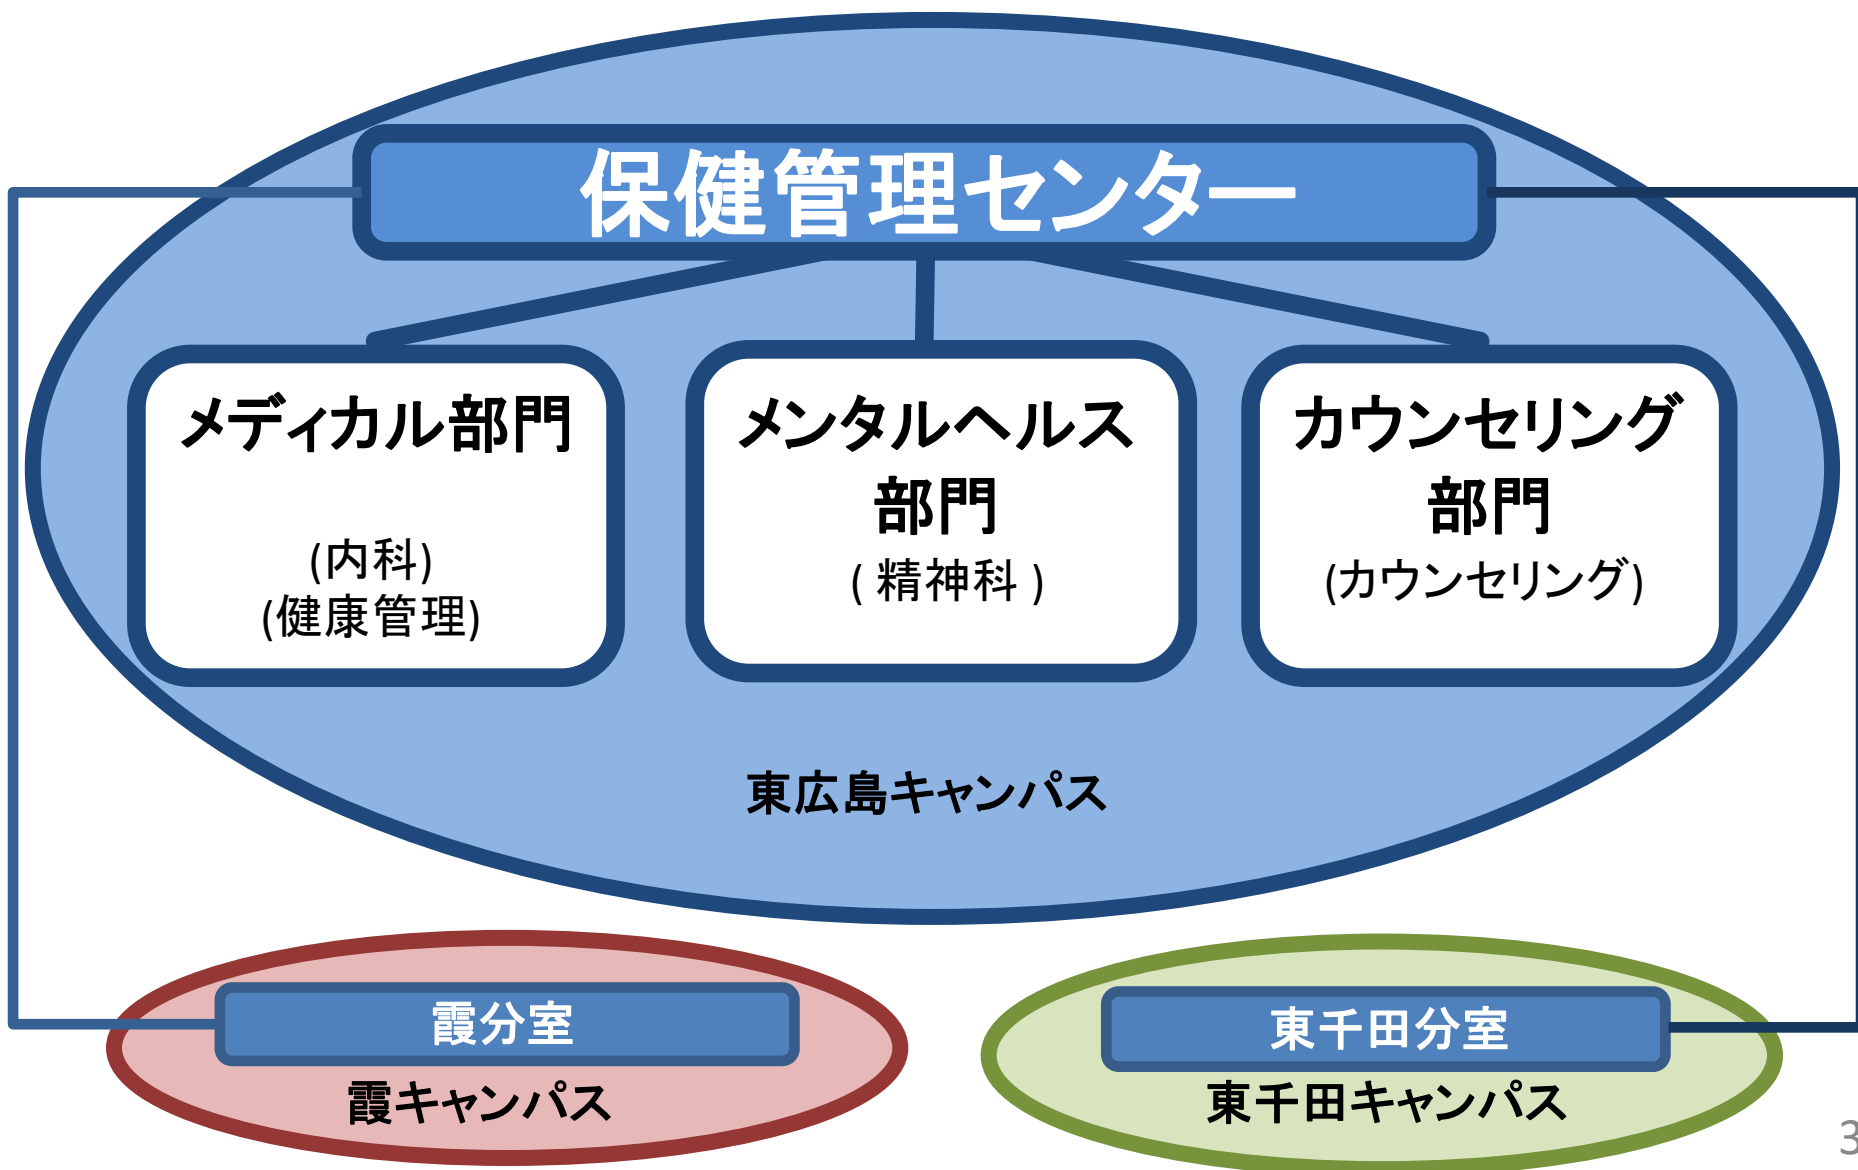 保健管理センター
メディカル部門
(内科)
(健康管理)
メンタルヘルス
部門
( 精神科 )
カウンセリング
部門
(カウンセリング)
東広島キャンパス
霞分室
霞キャンパス
東千田分室
東千田キャンパス
3